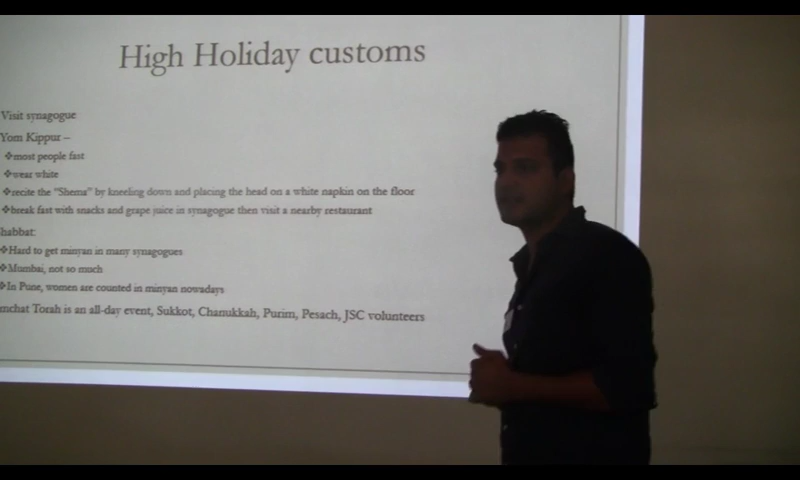 High Holiday customs
Visit synagogue
Yom Kippur –
❖most people fast
❖wear white
❖recite the "Shema" by kneeling down and placing the head on a white napkin on the floor
❖break fast with snacks and grape juice in synagogue then visit a nearby restaurant
habbat:
❖Hard to get minyan in many synagogues
❖Mumbai, not so much
❖In Pune, women are counted in minyan nowadays
mchat Torah is an all-day event, Sukkot, Chanukkah, Purim, Pesach, JSC volunteers